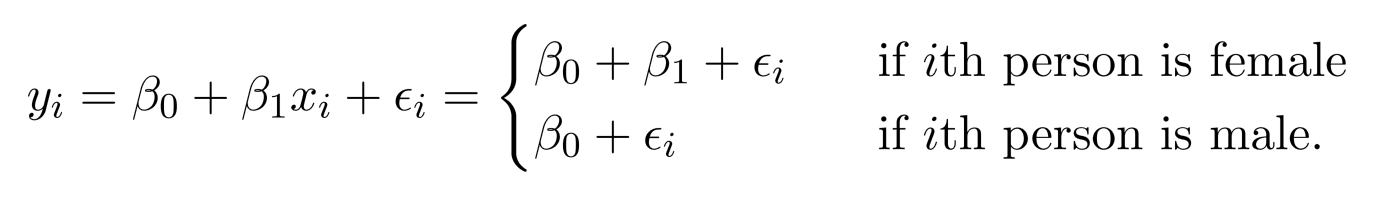 yᵢ = β₀ + β₁xᵢ + ϵᵢ = { β₀ + β₁ + ϵᵢ if ith person is female
β₀ + ϵᵢ if ith person is male.